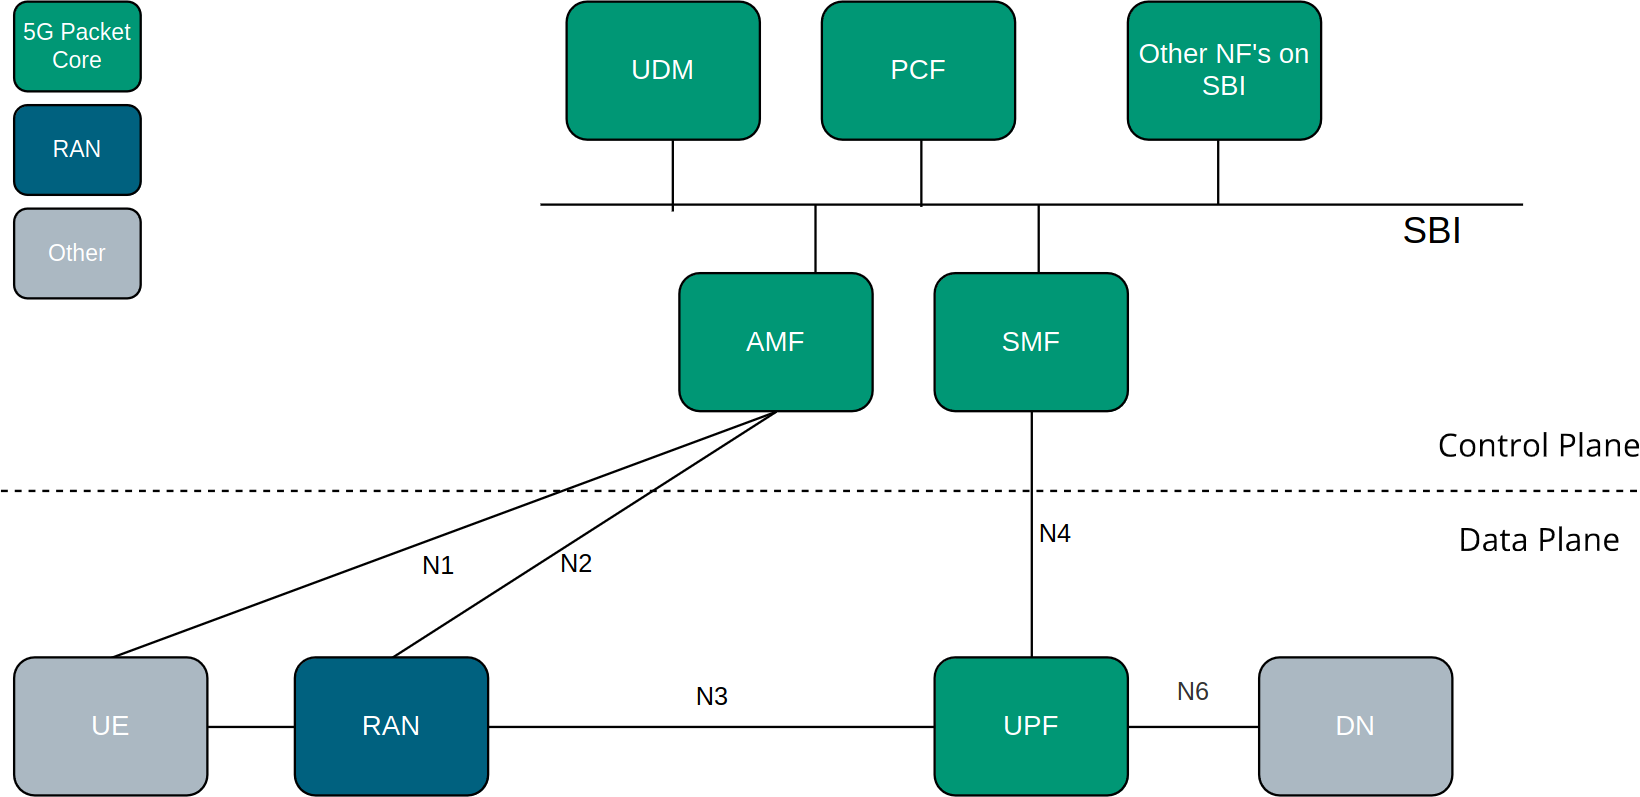 5G Packet
Core
RAN
Other
UDM
PCF
Other NF's on
SBI
SBI
AMF
SMF
Control Plane
Data Plane
N1
N2
N4
N3
N6
UE
RAN
UPF
DN